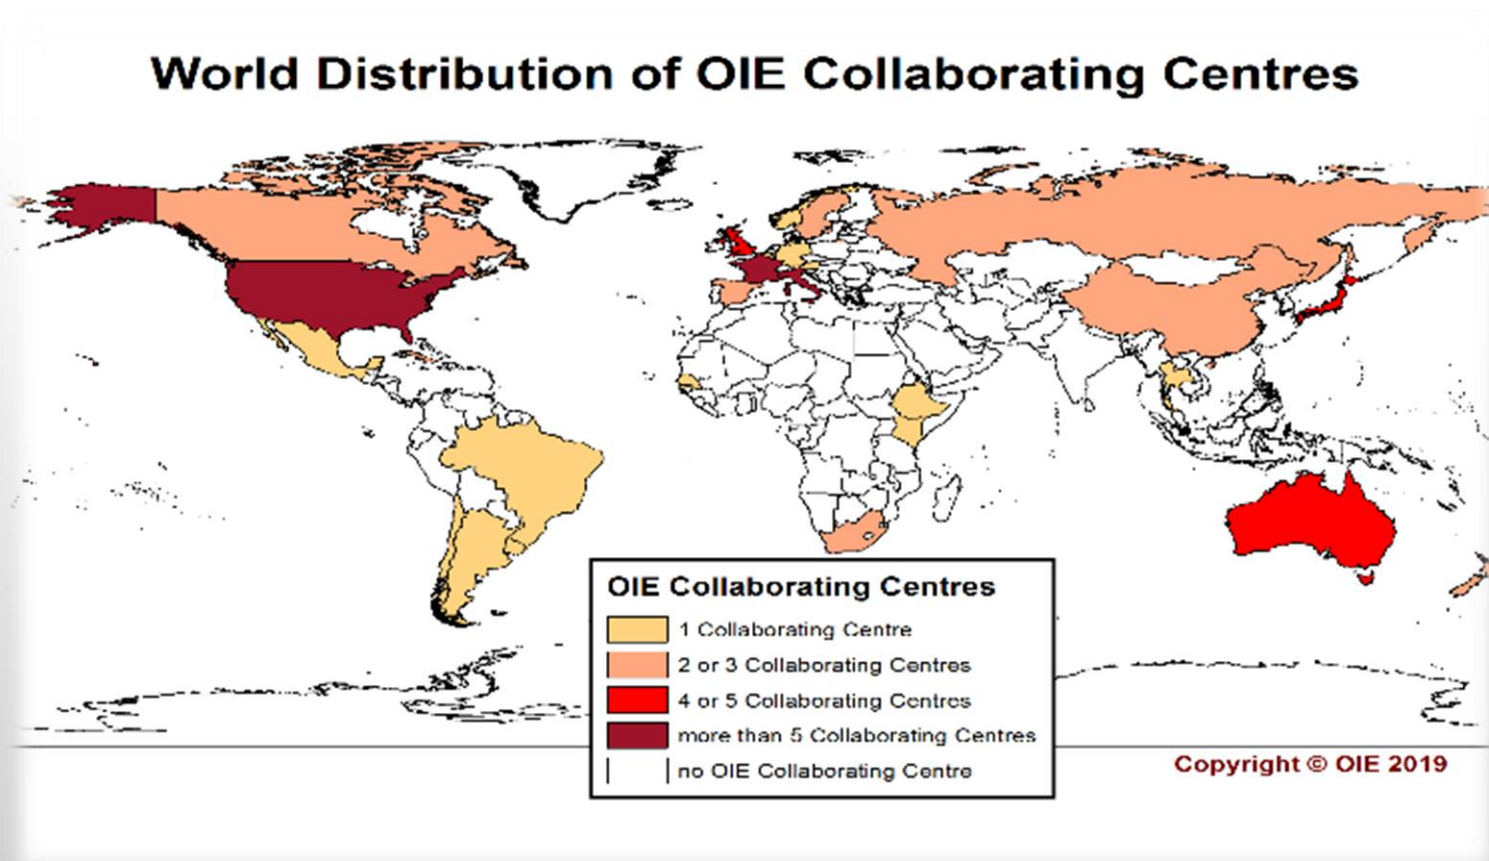 World Distribution of OIE Collaborating Centres
OIE Collaborating Centres
1 Collaborating Centre
2 or 3 Collaborating Centres
4 or 5 Collaborating Centres
more than 5 Collaborating Centres
no OIE Collaborating Centre
Copyright © OIE 2019